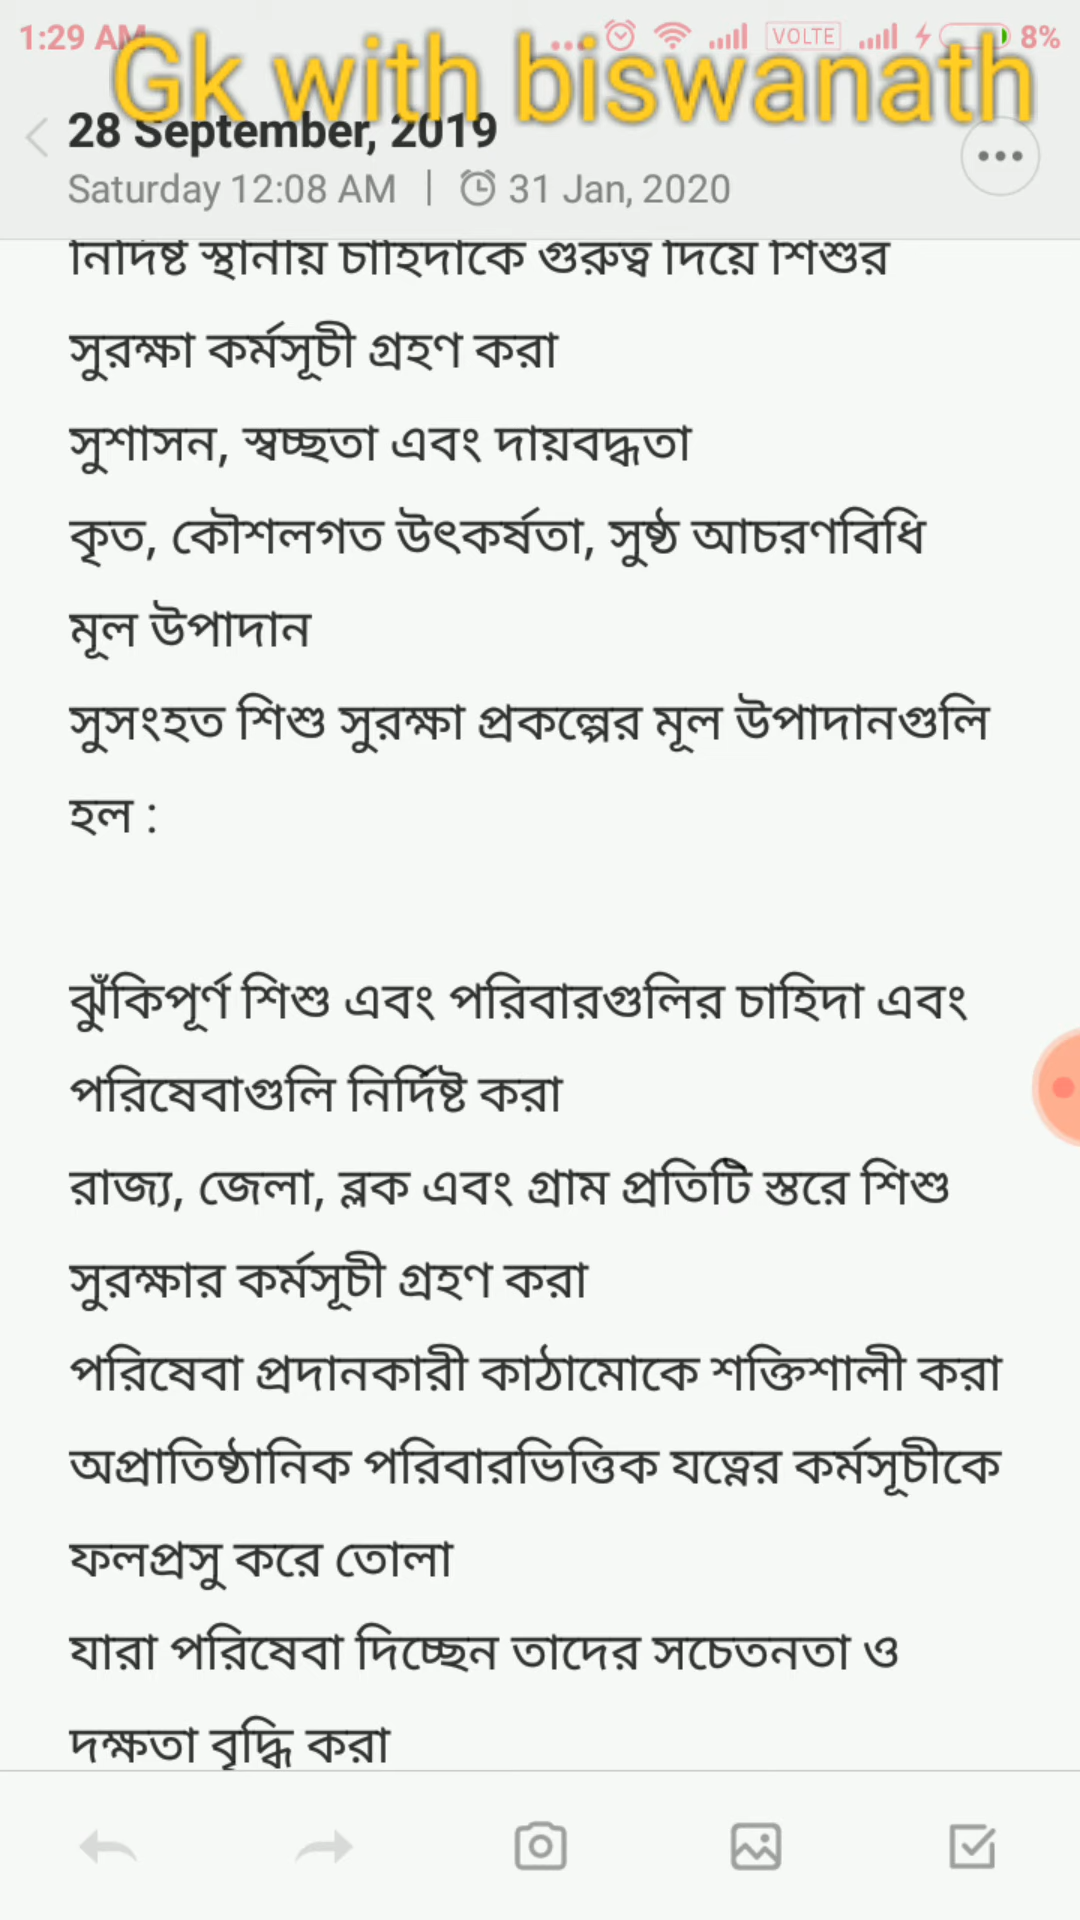 1:29 AM
VOLTE
8%
Gk with biswanath
28 September, 2019
Saturday 12:08 AM | 31 Jan, 2020
নির্দিষ্ট স্থানীয় চাহিদাকে গুরুত্ব দিয়ে শিশুর
সুরক্ষা কর্মসূচী গ্রহণ করা
সুশাসন, স্বচ্ছতা এবং দায়বদ্ধতা
কৃত, কৌশলগত উৎকর্ষতা, সুষ্ঠ আচরণবিধি
মূল উপাদান
সুসংহত শিশু সুরক্ষা প্রকল্পের মূল উপাদানগুলি
হল :
ঝুঁকিপূর্ণ শিশু এবং পরিবারগুলির চাহিদা এবং
পরিষেবাগুলি নির্দিষ্ট করা
রাজ্য, জেলা, ব্লক এবং গ্রাম প্রতিটি স্তরে শিশু
সুরক্ষার কর্মসূচী গ্রহণ করা
পরিষেবা প্রদানকারী কাঠামোকে শক্তিশালী করা
অপ্রাতিষ্ঠানিক পরিবারভিত্তিক যত্নের কর্মসূচীকে
ফলপ্রসু করে তোলা
যারা পরিষেবা দিচ্ছেন তাদের সচেতনতা ও
দক্ষতা বৃদ্ধি করা